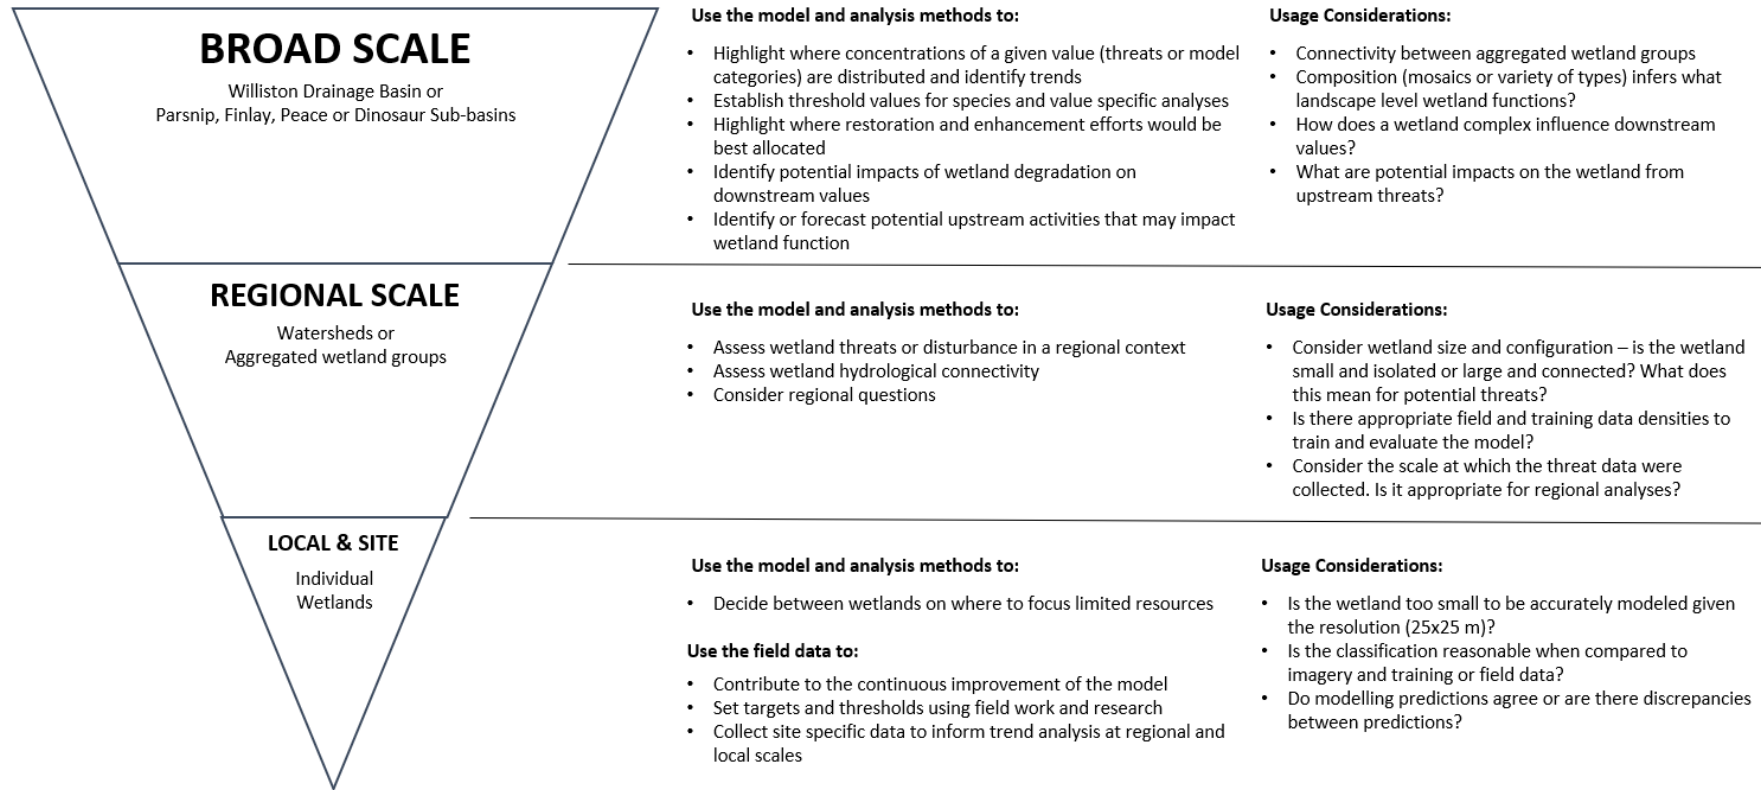 BROAD SCALE
Williston Drainage Basin or
Parsnip, Finlay, Peace or Dinosaur Sub-basins
Use the model and analysis methods to:
• Highlight where concentrations of a given value (threats or model
categories) are distributed and identify trends
• Establish threshold values for species and value specific analyses
• Highlight where restoration and enhancement efforts would be
best allocated
• Identify potential impacts of wetland degradation on
downstream values
• Identify or forecast potential upstream activities that may impact
wetland function
Usage Considerations:
• Connectivity between aggregated wetland groups
• Composition (mosaics or variety of types) infers what
landscape level wetland functions?
• How does a wetland complex influence downstream
values?
• What are potential impacts on the wetland from
upstream threats?
REGIONAL SCALE
Watersheds or
Aggregated wetland groups
Use the model and analysis methods to:
• Assess wetland threats or disturbance in a regional context
• Assess wetland hydrological connectivity
• Consider regional questions
Usage Considerations:
• Consider wetland size and configuration – is the wetland
small and isolated or large and connected? What does
this mean for potential threats?
• Is there appropriate field and training data densities to
train and evaluate the model?
• Consider the scale at which the threat data were
collected. Is it appropriate for regional analyses?
LOCAL & SITE
Individual
Wetlands
Use the model and analysis methods to:
• Decide between wetlands on where to focus limited resources
Use the field data to:
• Contribute to the continuous improvement of the model
• Set targets and thresholds using field work and research
• Collect site specific data to inform trend analysis at regional and
local scales
Usage Considerations:
• Is the wetland too small to be accurately modeled given
the resolution (25x25 m)?
• Is the classification reasonable when compared to
imagery and training or field data?
• Do modelling predictions agree or are there discrepancies
between predictions?